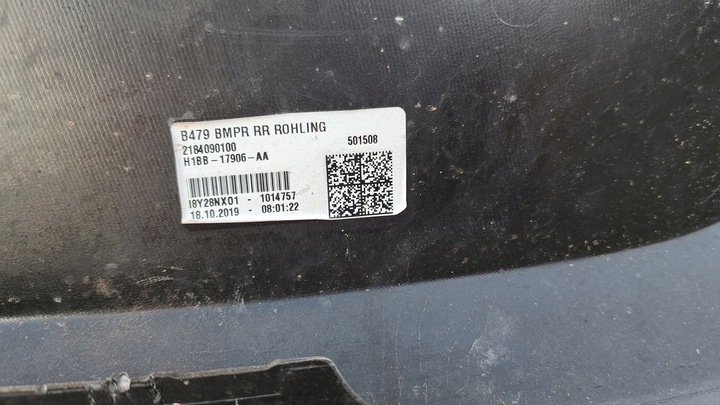 B479 BMPR RR ROHLING
2184090100
501508
H1BB-17906-AA
I8Y28NX01 - 1014757
18.10.2019 - 08:01:22